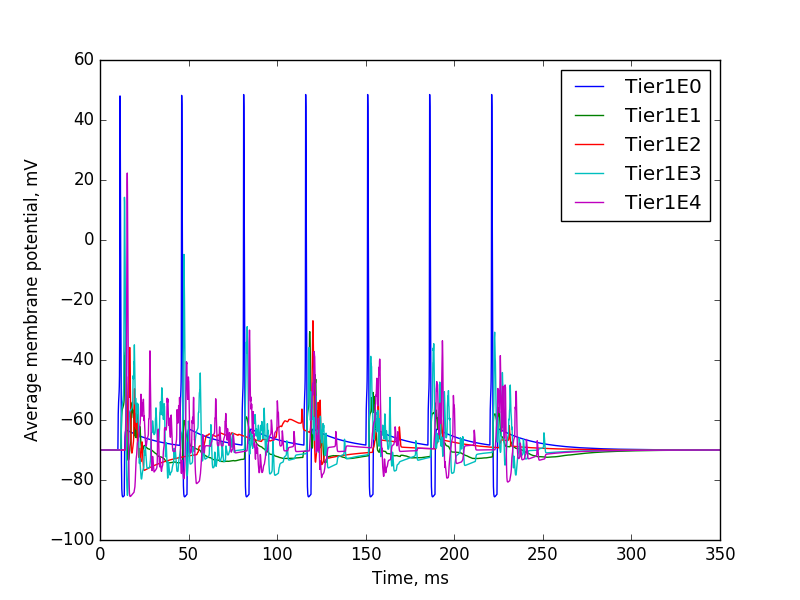 60
40
20
0
−20
−40
−60
−80
−100
Average membrane potential, mV
Tier1E0
Tier1E1
Tier1E2
Tier1E3
Tier1E4
0 50 100 150 200 250 300 350
Time, ms